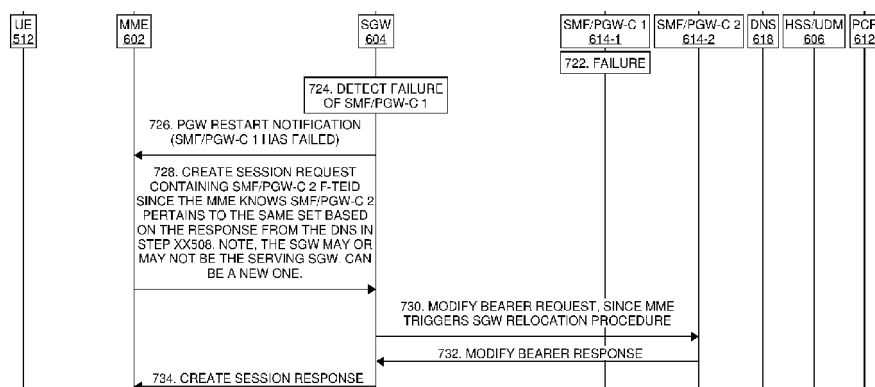 UE
512
MME
602
SGW
604
SMF/PGW-C 1
614-1
SMF/PGW-C 2
614-2
DNS
618
HSS/UDM
606
PCF
612
722. FAILURE
724. DETECT FAILURE
OF SMF/PGW-C 1
726. PGW RESTART NOTIFICATION
(SMF/PGW-C 1 HAS FAILED)
728. CREATE SESSION REQUEST
CONTAINING SMF/PGW-C 2 F-TEID
SINCE THE MME KNOWS SMF/PGW-C 2
PERTAINS TO THE SAME SET BASED
ON THE RESPONSE FROM THE DNS IN
STEP XX508. NOTE, THE SGW MAY OR
MAY NOT BE THE SERVING SGW. CAN
BE A NEW ONE.
730. MODIFY BEARER REQUEST, SINCE MME
TRIGGERS SGW RELOCATION PROCEDURE
732. MODIFY BEARER RESPONSE
734. CREATE SESSION RESPONSE